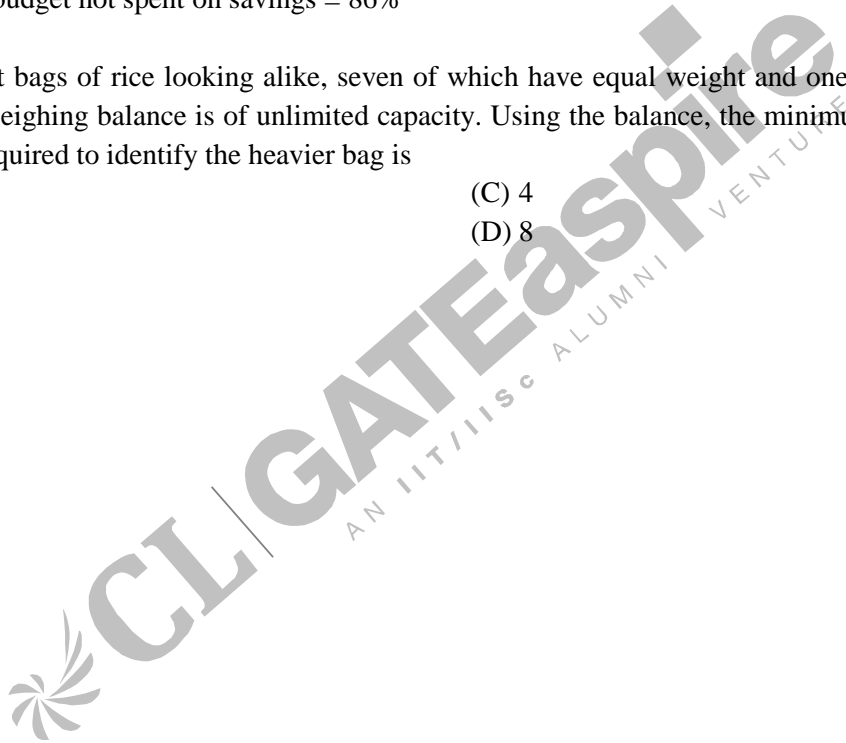 budget not spent on savings = 86%
t bags of rice looking alike, seven of which have equal weight and one
eighing balance is of unlimited capacity. Using the balance, the minimu
quired to identify the heavier bag is
(C) 4
(D) 8
CL GATEaspire
AN IIT/IISc ALUMNI VENTURE